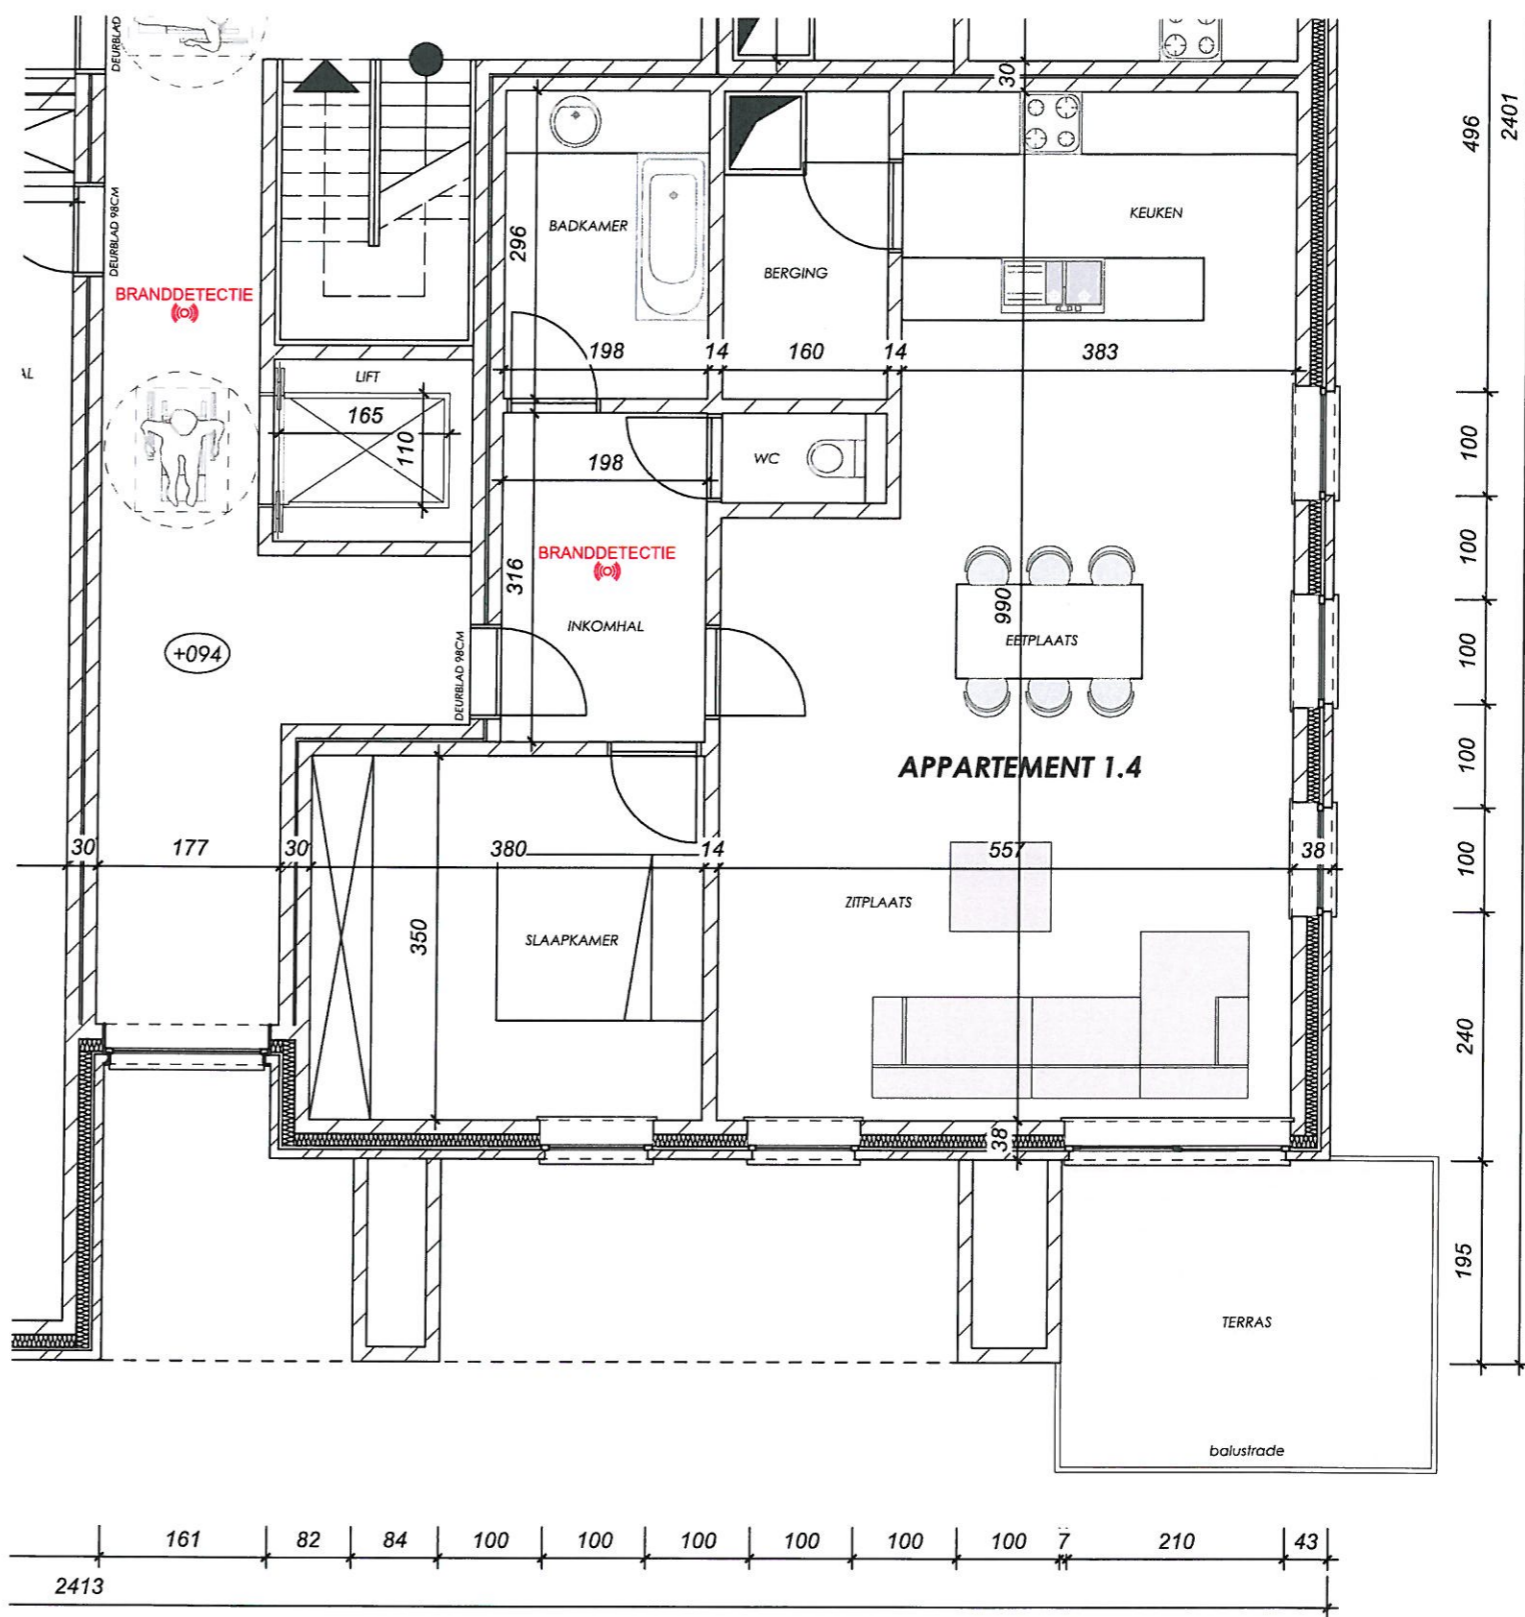 DEURBLAD
30
496
2401
BADKAMER
KEUKEN
DEURBLAD 98CM
296
BERGING
BRANDDETECTIE
198
14
160
14
383
AL
LIFT
165
110
100
198
WC
BRANDDETECTIE
316
100
990
INKOMHAL
EETPLAATS
+094
DEURBLAD 98CM
100
APPARTEMENT 1.4
100
30
177
30
380
14
557
38
100
ZITPLAATS
350
SLAAPKAMER
240
38
195
TERRAS
balustrade
161
82
84
100
100
100
100
100
100
7
210
43
2413